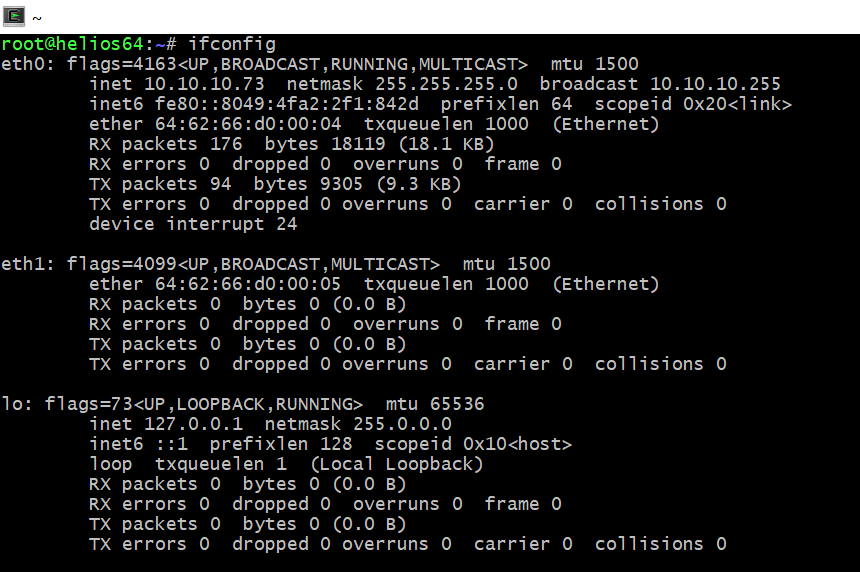 ~
root@helios64:~# ifconfig
eth0: flags=4163<UP,BROADCAST,RUNNING,MULTICAST>  mtu 1500
        inet 10.10.10.73  netmask 255.255.255.0  broadcast 10.10.10.255
        inet6 fe80::8049:4fa2:2f1:842d  prefixlen 64  scopeid 0x20<link>
        ether 64:62:66:d0:00:04  txqueuelen 1000  (Ethernet)
        RX packets 176  bytes 18119 (18.1 KB)
        RX errors 0  dropped 0  overruns 0  frame 0
        TX packets 94  bytes 9305 (9.3 KB)
        TX errors 0  dropped 0 overruns 0  carrier 0  collisions 0
        device interrupt 24

eth1: flags=4099<UP,BROADCAST,MULTICAST>  mtu 1500
        ether 64:62:66:d0:00:05  txqueuelen 1000  (Ethernet)
        RX packets 0  bytes 0 (0.0 B)
        RX errors 0  dropped 0  overruns 0  frame 0
        TX packets 0  bytes 0 (0.0 B)
        TX errors 0  dropped 0 overruns 0  carrier 0  collisions 0

lo: flags=73<UP,LOOPBACK,RUNNING>  mtu 65536
        inet 127.0.0.1  netmask 255.0.0.0
        inet6 ::1  prefixlen 128  scopeid 0x10<host>
        loop  txqueuelen 1  (Local Loopback)
        RX packets 0  bytes 0 (0.0 B)
        RX errors 0  dropped 0  overruns 0  frame 0
        TX packets 0  bytes 0 (0.0 B)
        TX errors 0  dropped 0 overruns 0  carrier 0  collisions 0